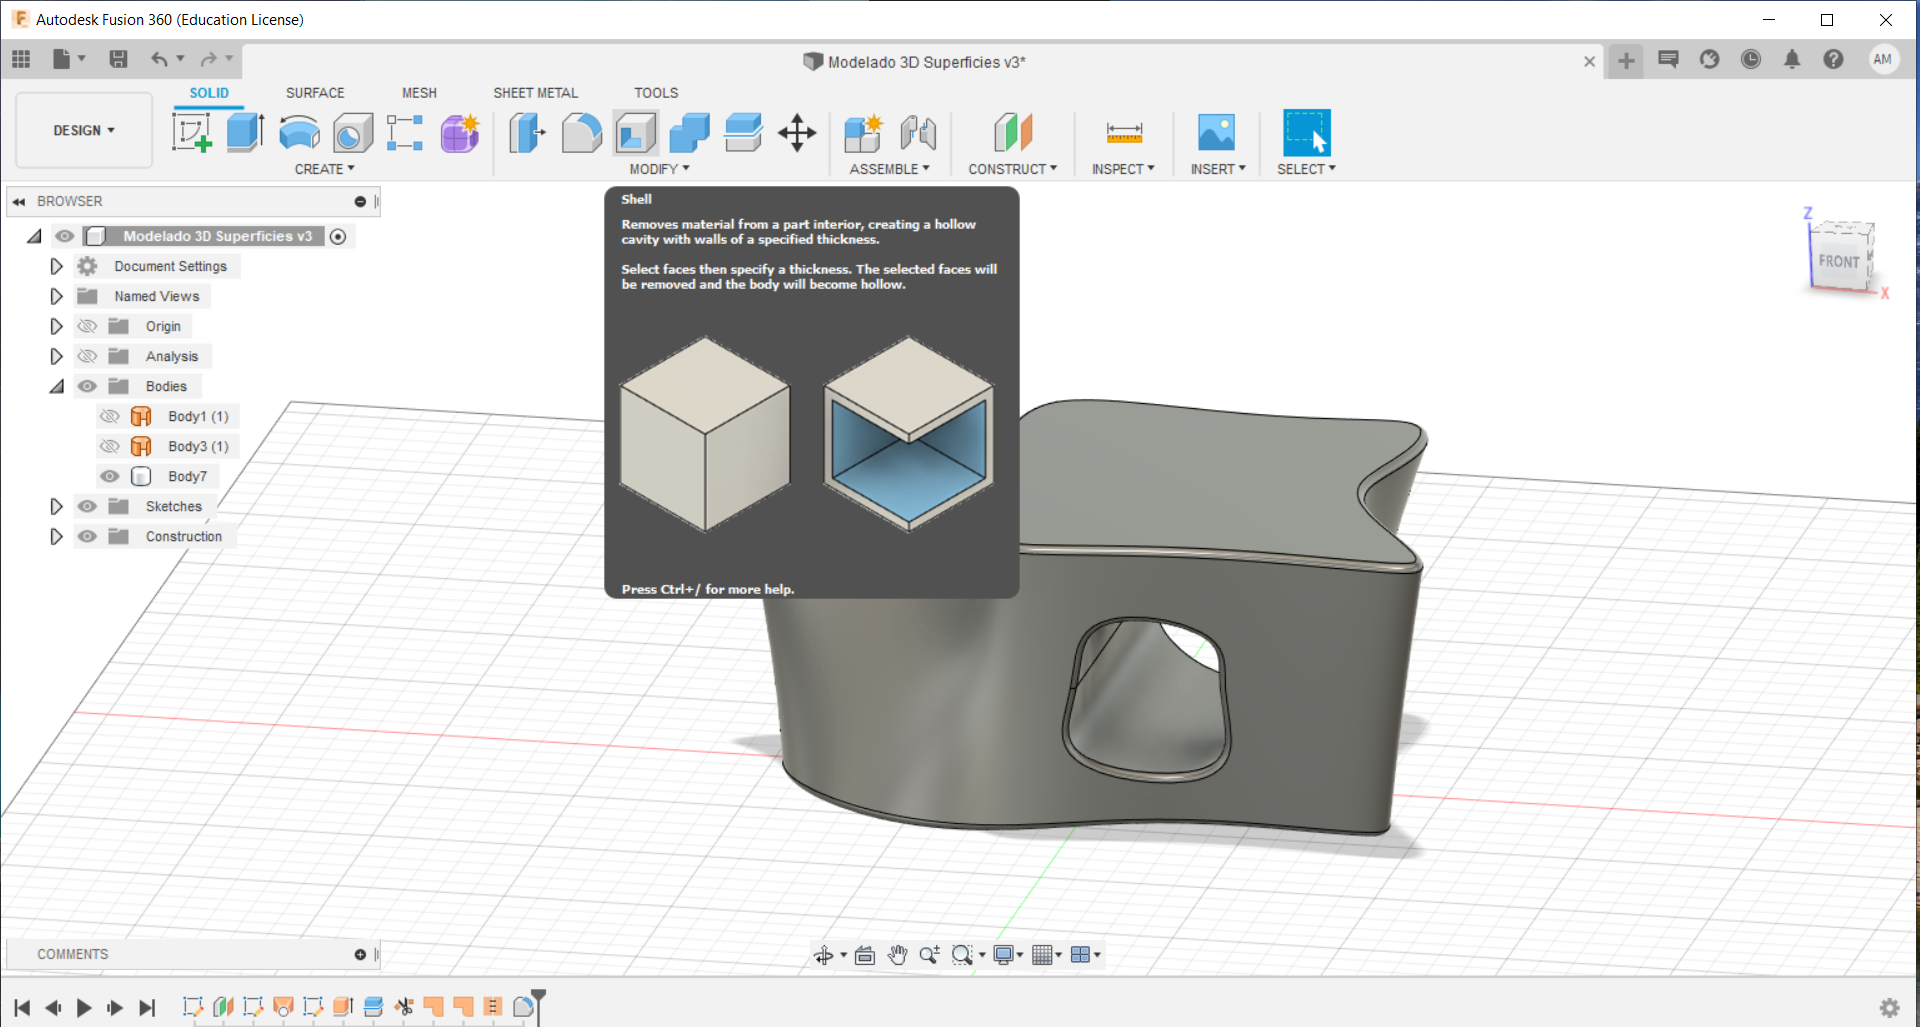 Autodesk Fusion 360 (Education License)
Modelado 3D Superficies v3*
AM
SOLID SURFACE MESH SHEET METAL TOOLS
DESIGN
CREATE MODIFY ASSEMBLE CONSTRUCT INSPECT INSERT SELECT
BROWSER
Modelado 3D Superficies v3
Document Settings
Named Views
Origin
Analysis
Bodies
Body1 (1)
Body3 (1)
Body7
Sketches
Construction
Shell
Removes material from a part interior, creating a hollow
cavity with walls of a specified thickness.
Select faces then specify a thickness. The selected faces will
be removed and the body will become hollow.
Press Ctrl+/ for more help.
Z
FRONT
X
COMMENTS